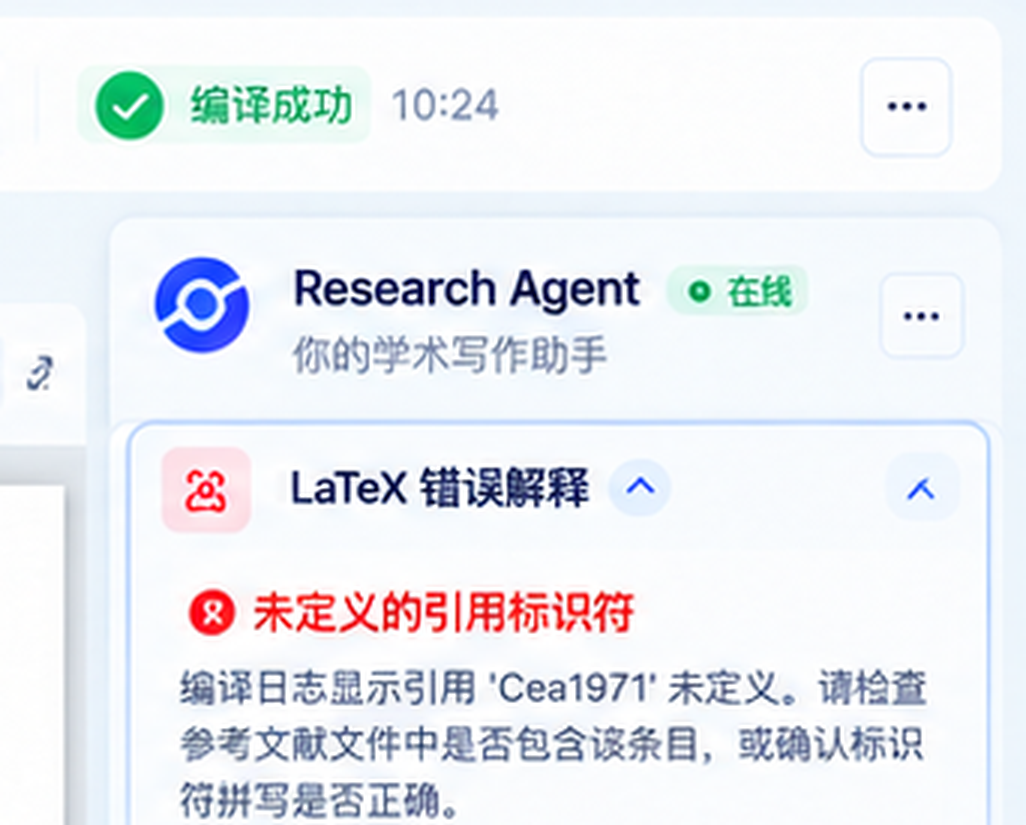 编译成功 10:24
Research Agent 在线
你的学术写作助手
LaTeX 错误解释
未定义的引用标识符
编译日志显示引用 'Cea1971' 未定义。请检查
参考文献文件中是否包含该条目，或确认标识
符拼写是否正确。